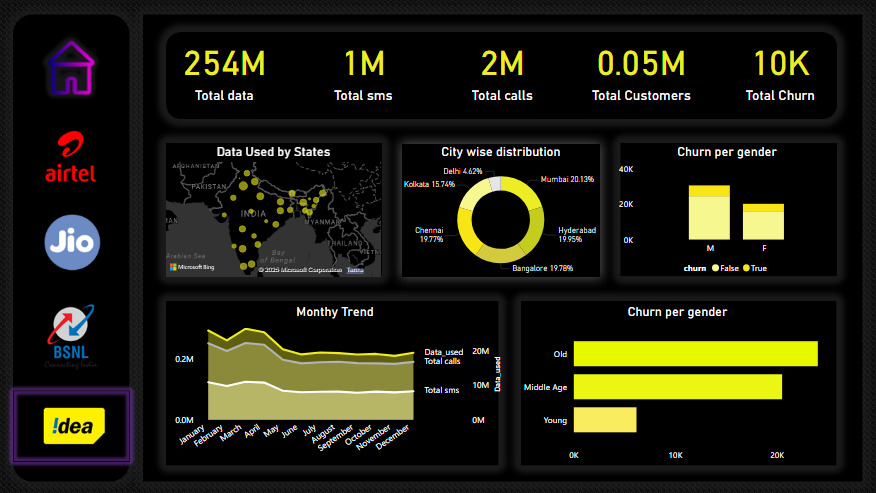 airtel
Jio
BSNL
Connecting India
!dea
254M
1M
2M
0.05M
10K
Total data
Total sms
Total calls
Total Customers
Total Churn
Data Used by States
AFGHANISTAN
PAKISTAN
INDIA
MYANMAR
THAILAND
Arabian Sea
Bay
of Bengal
Microsoft Bing
© 2025 Microsoft Corporation Terms
City wise distribution
Delhi 4.62%
Mumbai 20.13%
Kolkata 15.74%
Chennai
19.77%
Hyderabad
19.95%
Bangalore 19.78%
Churn per gender
40K
20K
0K
M
F
churn
False
True
Monthy Trend
0.2M
0.0M
Data_used
Total calls
Total sms
20M
10M
0M
Data_used
January
February
March
April
May
June
July
August
September
October
November
December
Churn per gender
Old
Middle Age
Young
0K
10K
20K